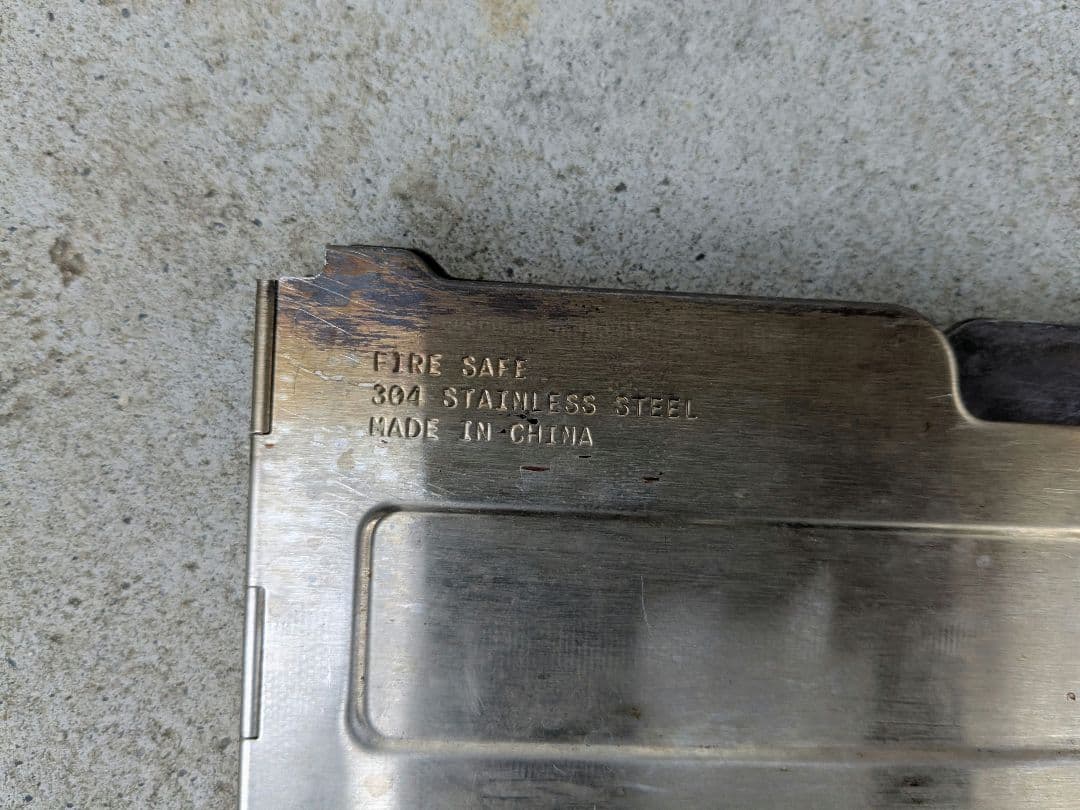 FIRE SAFE
304 STAINLESS STEEL
MADE IN CHINA